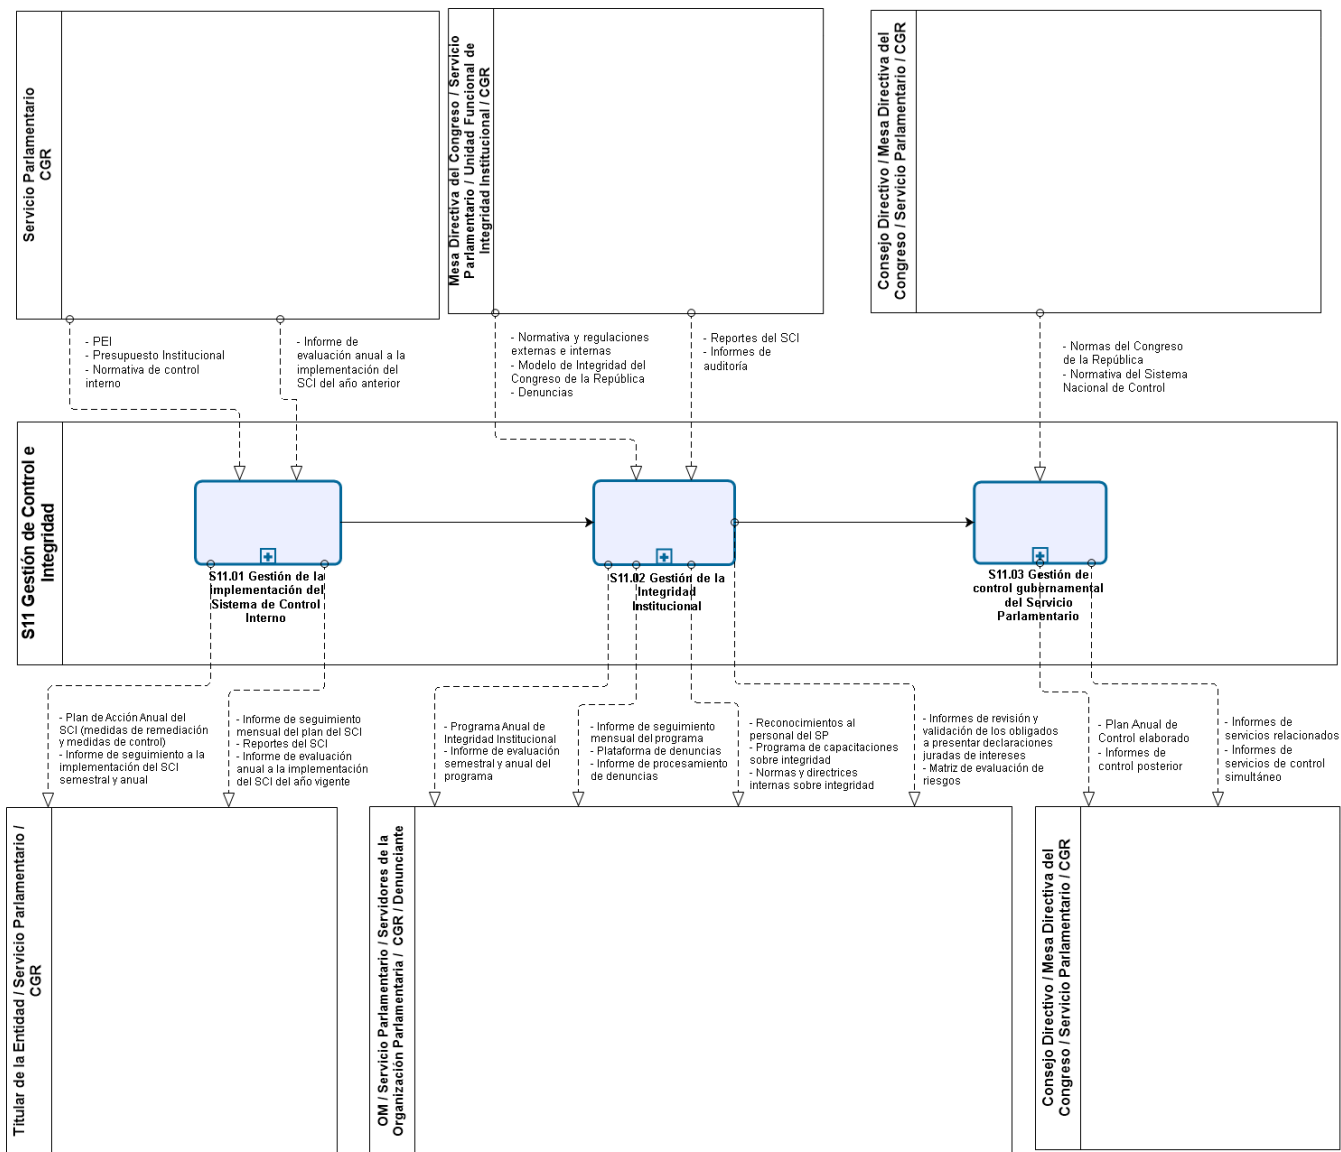 Servicio Parlamentario
CGR
Mesa Directiva del Congreso / Servicio
Parlamentario / Unidad Funcional de
Integridad Institucional / CGR
Consejo Directivo / Mesa Directiva del
Congreso / Servicio Parlamentario / CGR
- PEI
- Presupuesto Institucional
- Normativa de control
interno
- Informe de
evaluación anual a la
implementación del
SCI del año anterior
- Normativa y regulaciones
externas e internas
- Modelo de Integridad del
Congreso de la República
- Denuncias
- Reportes del SCI
- Informes de
auditoría
- Normas del Congreso
de la República
- Normativa del Sistema
Nacional de Control
S11 Gestión de Control e
Integridad
S11.01 Gestión de la
implementación del
Sistema de Control
Interno
S11.02 Gestión de la
Integridad
Institucional
S11.03 Gestión de
control gubernamental
del Servicio
Parlamentario
- Plan de Acción Anual del
SCI (medidas de remediación
y medidas de control)
- Informe de seguimiento a la
implementación del SCI
semestral y anual
- Informe de seguimiento
mensual del plan del SCI
- Reportes del SCI
- Informe de evaluación
anual a la implementación
del SCI del año vigente
- Programa Anual de
Integridad Institucional
- Informe de evaluación
semestral y anual del
programa
- Informe de seguimiento
mensual del programa
- Plataforma de denuncias
- Informe de procesamiento
de denuncias
- Reconocimientos al
personal del SP
- Programa de capacitaciones
sobre integridad
- Normas y directrices
internas sobre integridad
- Informes de revisión y
validación de los obligados
a presentar declaraciones
juradas de intereses
- Matriz de evaluación de
riesgos
- Plan Anual de
Control elaborado
- Informes de
control posterior
- Informes de
servicios relacionados
- Informes de
servicios de control
simultáneo
Titular de la Entidad / Servicio Parlamentario /
CGR
OM / Servicio Parlamentario / Servidores de la
Organización Parlamentaria / CGR / Denunciante
Consejo Directivo / Mesa Directiva del
Congreso / Servicio Parlamentario / CGR